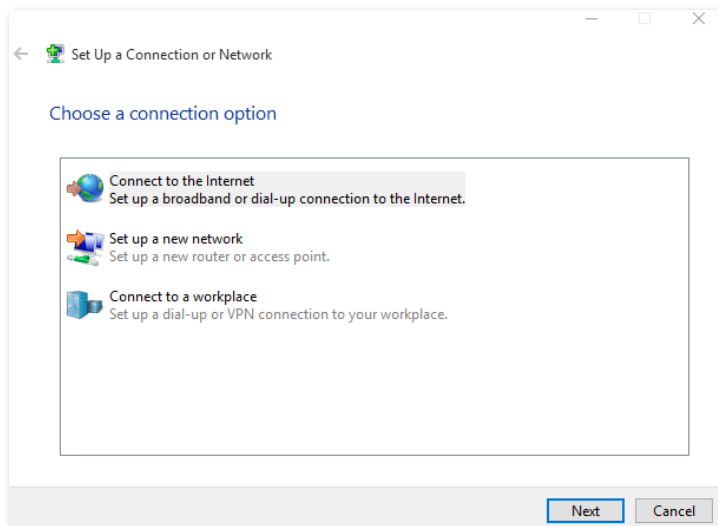 Set Up a Connection or Network
Choose a connection option
Connect to the Internet
Set up a broadband or dial-up connection to the Internet.
Set up a new network
Set up a new router or access point.
Connect to a workplace
Set up a dial-up or VPN connection to your workplace.
Next Cancel